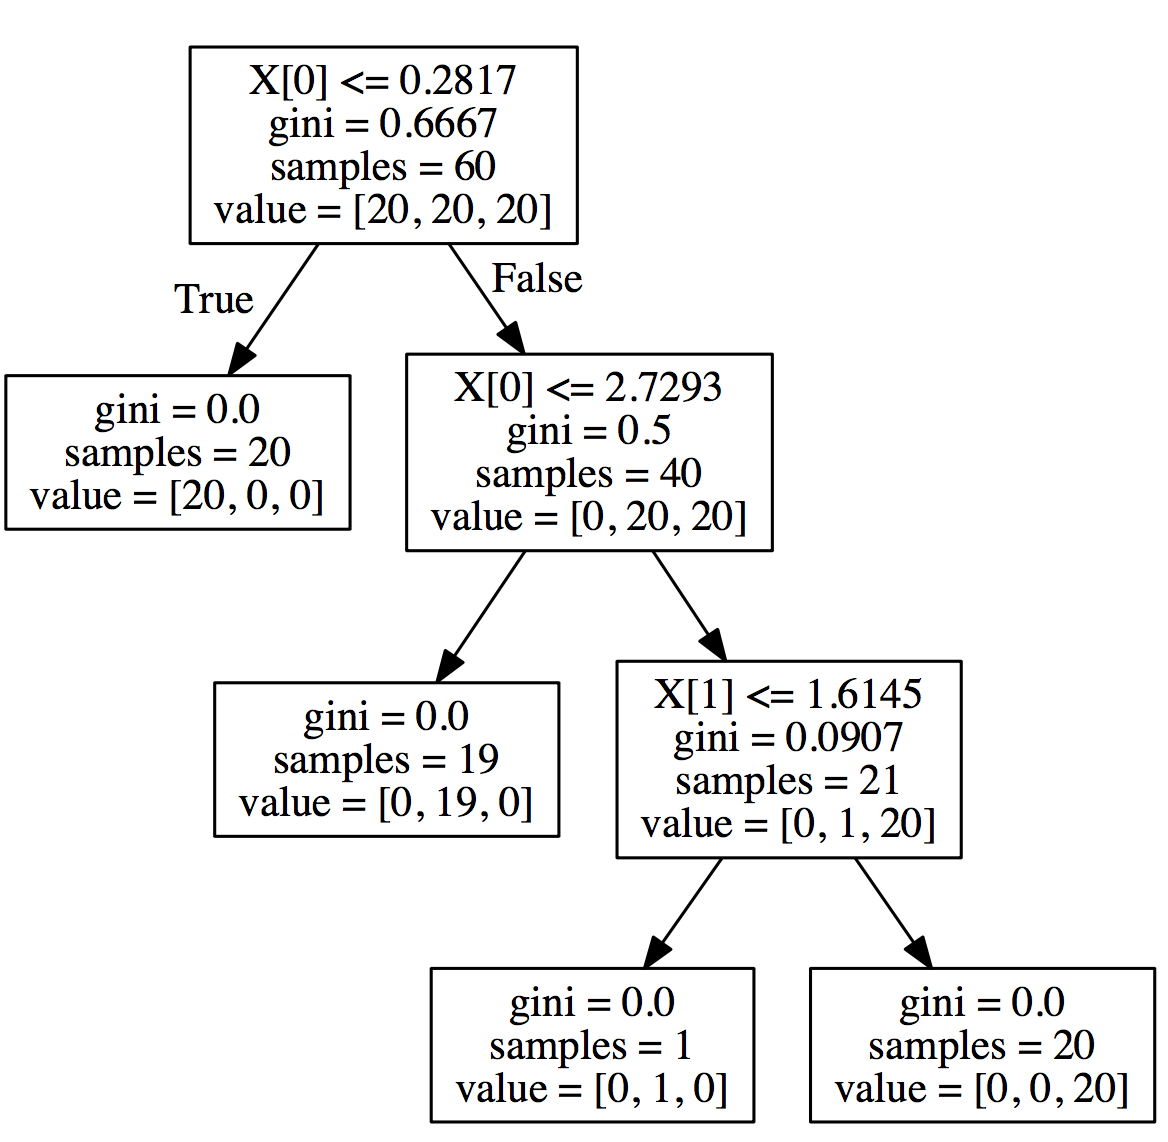 X[0] <= 0.2817
gini = 0.6667
samples = 60
value = [20, 20, 20]
True
False
gini = 0.0
samples = 20
value = [20, 0, 0]
X[0] <= 2.7293
gini = 0.5
samples = 40
value = [0, 20, 20]
gini = 0.0
samples = 19
value = [0, 19, 0]
X[1] <= 1.6145
gini = 0.0907
samples = 21
value = [0, 1, 20]
gini = 0.0
samples = 1
value = [0, 1, 0]
gini = 0.0
samples = 20
value = [0, 0, 20]